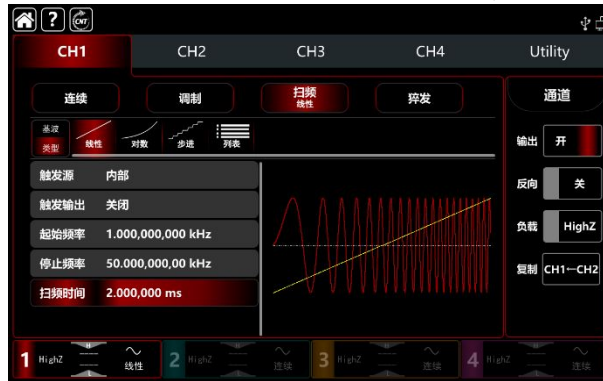 ? CNT
CH1 CH2 CH3 CH4 Utility
连续 调制 扫频 猝发 通道
线性
基波
类型 线性 对数 步进 列表
输出 开
触发源 内部
反向 关
触发输出 关闭
起始频率 1.000,000,000 kHz
负载 HighZ
停止频率 50.000,000,00 kHz
复制 CH1←CH2
扫频时间 2.000,000 ms
1 HighZ 线性 2 HighZ 连续 3 HighZ 连续 4 HighZ 连续